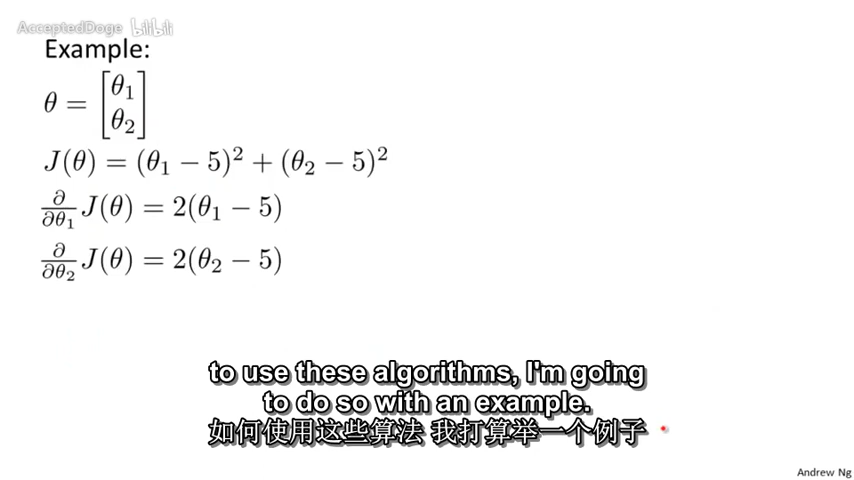 AcceptedDoge bilibili
Example:
θ = [θ₁
θ₂]
J(θ) = (θ₁ − 5)² + (θ₂ − 5)²
∂/∂θ₁ J(θ) = 2(θ₁ − 5)
∂/∂θ₂ J(θ) = 2(θ₂ − 5)
to use these algorithms, I'm going
to do so with an example.
如何使用这些算法 我打算举一个例子
Andrew Ng